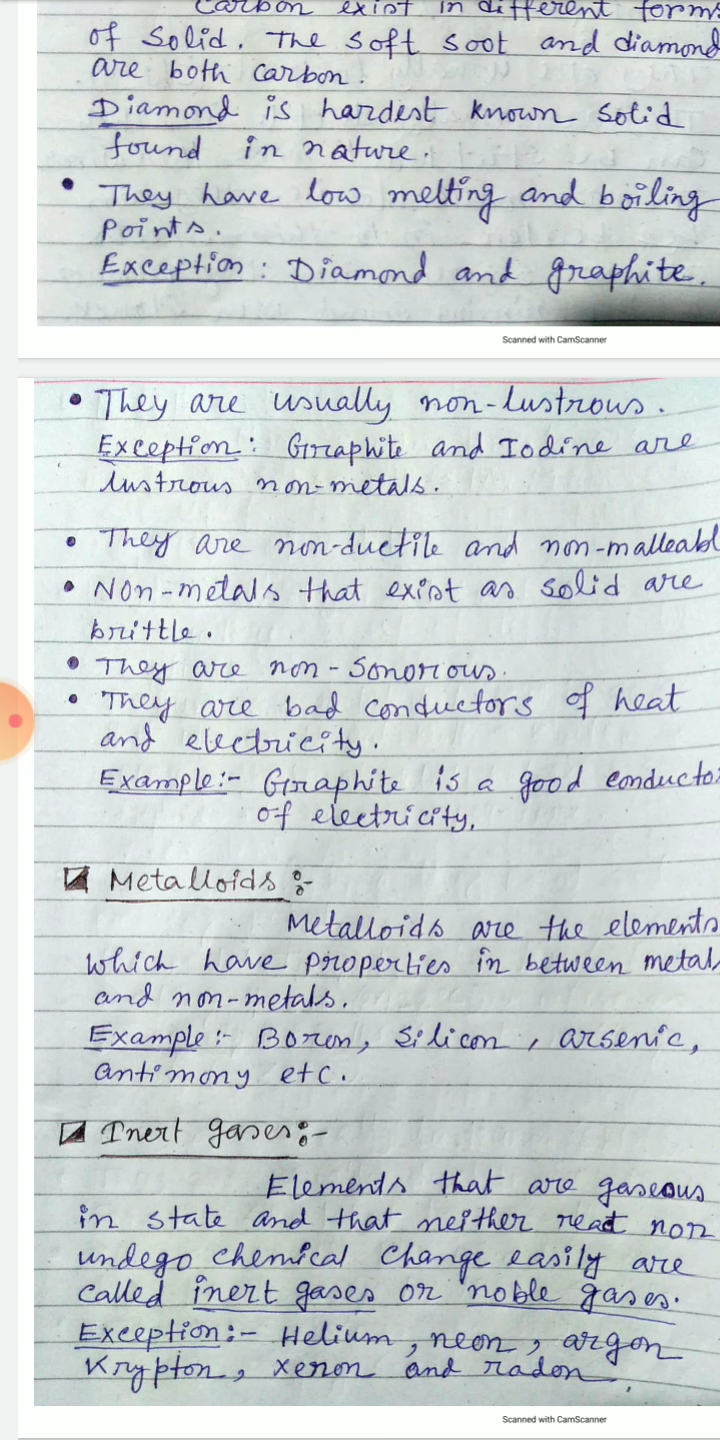 Carbon exist in different forms
of solid. The soft soot and diamond
are both carbon.
Diamond is hardest known solid
found in nature.
• They have low melting and boiling
points.
Exception : Diamond and graphite.
Scanned with CamScanner
• They are usually non-lustrous.
Exception : Graphite and Iodine are
lustrous non-metals.
• They are non-ductile and non-malleabl
• Non-metals that exist as solid are
brittle.
• They are non-sonorous.
• They are bad conductors of heat
and electricity.
Example:- Graphite is a good conductor
of electricity.
Metalloids :-
Metalloids are the elements
which have properties in between metals
and non-metals.
Example :- Boron, Silicon, arsenic,
antimony etc.
Inert gases:-
Elements that are gaseous
in state and that neither react nor
undego chemical change easily are
called inert gases or noble gases.
Exception:- Helium, neon, argon
Krypton, xenon and radon.
Scanned with CamScanner